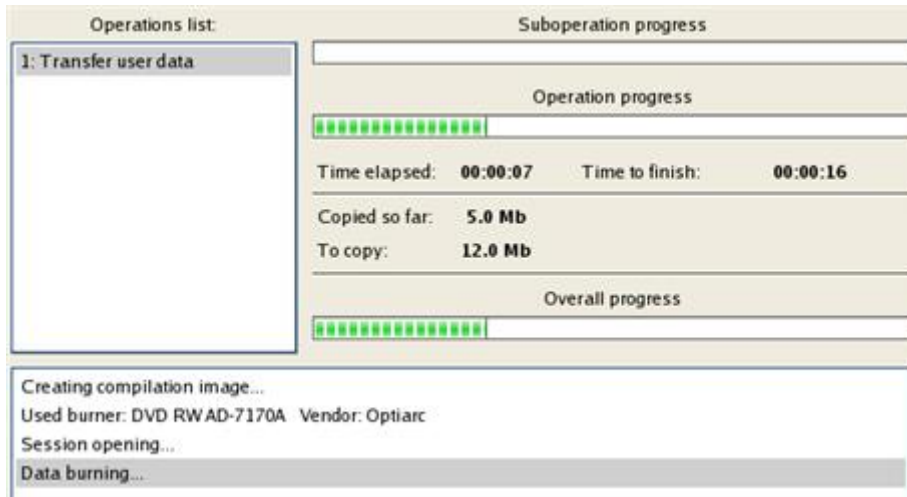 Operations list:
1: Transfer user data
Suboperation progress
Operation progress
Time elapsed: 00:00:07 Time to finish: 00:00:16
Copied so far: 5.0 Mb
To copy: 12.0 Mb
Overall progress
Creating compilation image...
Used burner: DVD RW AD-7170A Vendor: Optiarc
Session opening...
Data burning...